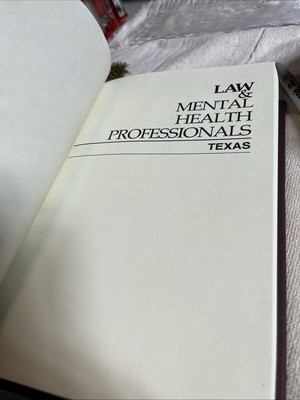 LAW
&
MENTAL
HEALTH
PROFESSIONALS
TEXAS